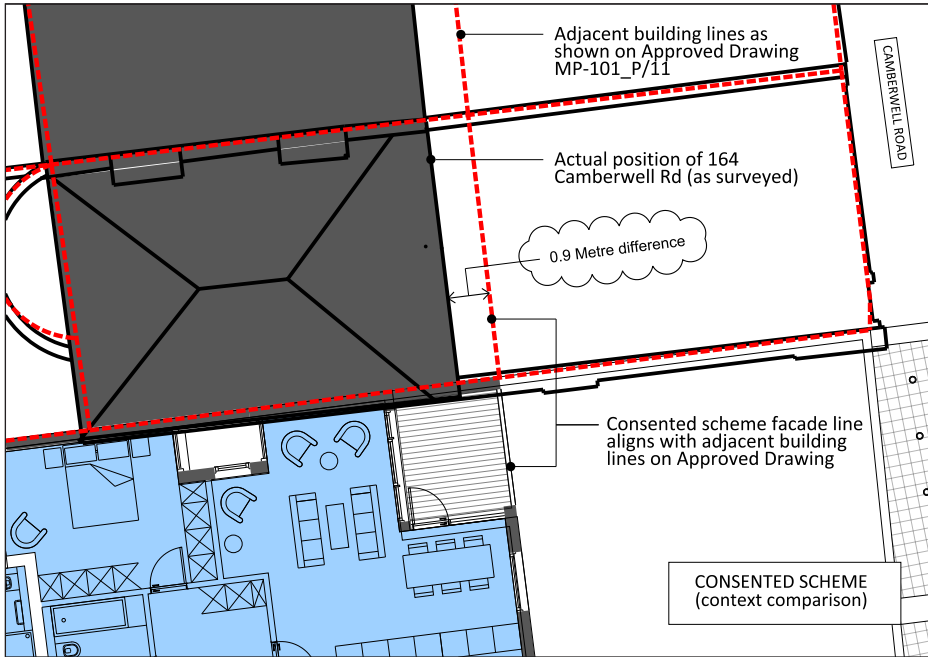 Adjacent building lines as
shown on Approved Drawing
MP-101_P/11
CAMBERWELL ROAD
Actual position of 164
Camberwell Rd (as surveyed)
0.9 Metre difference
Consented scheme facade line
aligns with adjacent building
lines on Approved Drawing
CONSENTED SCHEME
(context comparison)